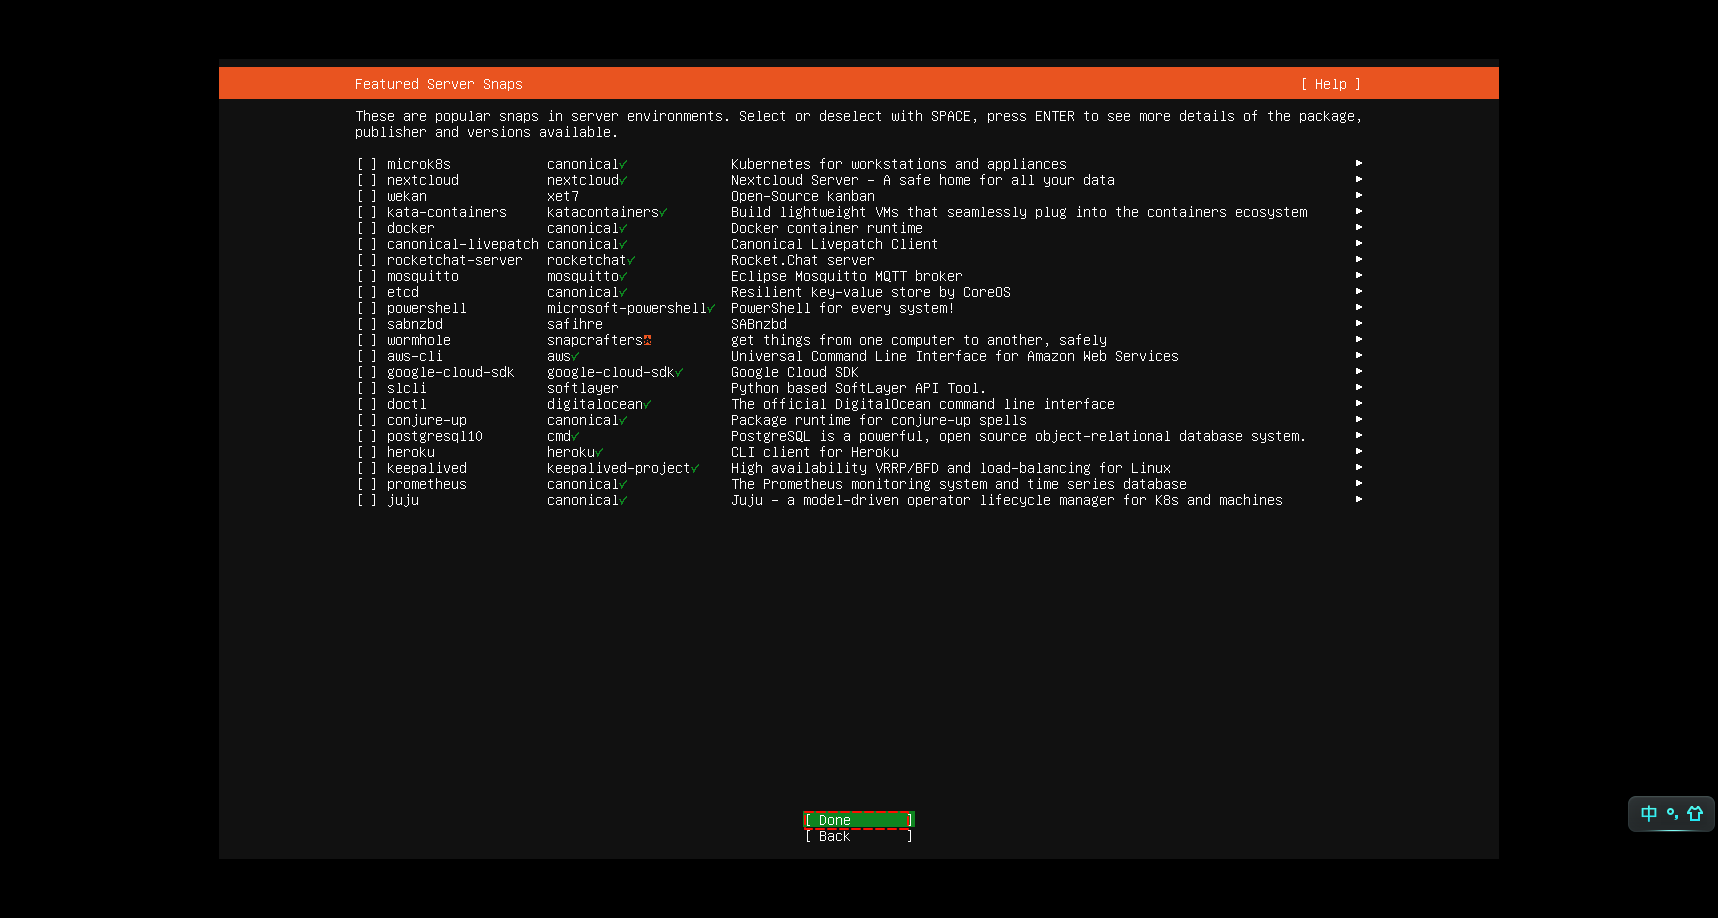 Featured Server Snaps [ Help ]
These are popular snaps in server environments. Select or deselect with SPACE, press ENTER to see more details of the package,
publisher and versions available.
[ ] microk8s canonical✓ Kubernetes for workstations and appliances ▸
[ ] nextcloud nextcloud✓ Nextcloud Server - A safe home for all your data ▸
[ ] wekan xet7 Open-Source kanban ▸
[ ] kata-containers katacontainers✓ Build lightweight VMs that seamlessly plug into the containers ecosystem ▸
[ ] docker canonical✓ Docker container runtime ▸
[ ] canonical-livepatch canonical✓ Canonical Livepatch Client ▸
[ ] rocketchat-server rocketchat✓ Rocket.Chat server ▸
[ ] mosquitto mosquitto✓ Eclipse Mosquitto MQTT broker ▸
[ ] etcd canonical✓ Resilient key-value store by CoreOS ▸
[ ] powershell microsoft-powershell✓ PowerShell for every system! ▸
[ ] sabnzbd safihre SABnzbd ▸
[ ] wormhole snapcrafters get things from one computer to another, safely ▸
[ ] aws-cli aws✓ Universal Command Line Interface for Amazon Web Services ▸
[ ] google-cloud-sdk google-cloud-sdk✓ Google Cloud SDK ▸
[ ] slcli softlayer Python based SoftLayer API Tool. ▸
[ ] doctl digitalocean✓ The official DigitalOcean command line interface ▸
[ ] conjure-up canonical✓ Package runtime for conjure-up spells ▸
[ ] postgresql10 cmd✓ PostgreSQL is a powerful, open source object-relational database system. ▸
[ ] heroku heroku✓ CLI client for Heroku ▸
[ ] keepalived keepalived-project✓ High availability VRRP/BFD and load-balancing for Linux ▸
[ ] prometheus canonical✓ The Prometheus monitoring system and time series database ▸
[ ] juju canonical✓ Juju - a model-driven operator lifecycle manager for K8s and machines ▸
中 °,
[ Done ]
[ Back ]